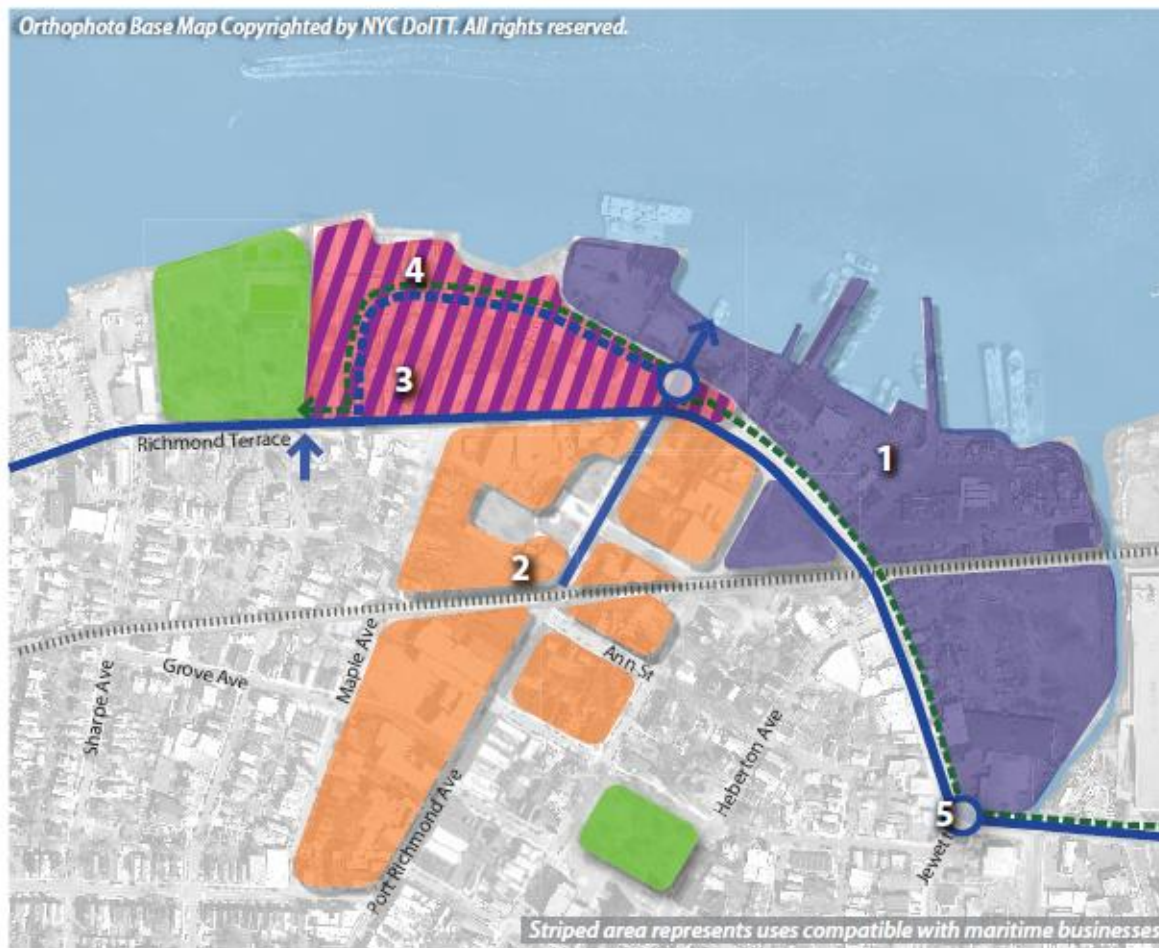 Orthophoto Base Map Copyrighted by NYC DoITT. All rights reserved.
4
3
Richmond Terrace
1
2
Ann St
Maple Ave
Grove Ave
Sharpe Ave
Heberton Ave
Port Richmond Ave
5
Striped area represents uses compatible with maritime businesses